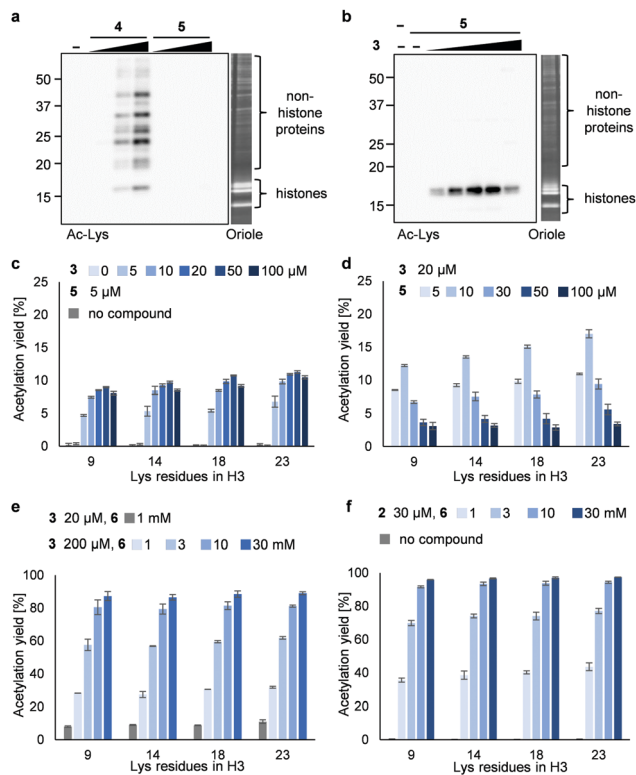 a
4 5
–
50
37
25
20
15
non-
histone
proteins
histones
Ac-Lys Oriole
b
– 5
3 – –
50
37
25
20
15
non-
histone
proteins
histones
Ac-Lys Oriole
c
3 0 5 10 20 50 100 µM
5 5 µM
no compound
Acetylation yield [%]
25
20
15
10
5
0
9 14 18 23
Lys residues in H3
d
3 20 µM
5 5 10 30 50 100 µM
Acetylation yield [%]
25
20
15
10
5
0
9 14 18 23
Lys residues in H3
e
3 20 µM, 6 1 mM
3 200 µM, 6 1 3 10 30 mM
Acetylation yield [%]
100
80
60
40
20
0
9 14 18 23
Lys residues in H3
f
2 30 µM, 6 1 3 10 30 mM
no compound
Acetylation yield [%]
100
80
60
40
20
0
9 14 18 23
Lys residues in H3